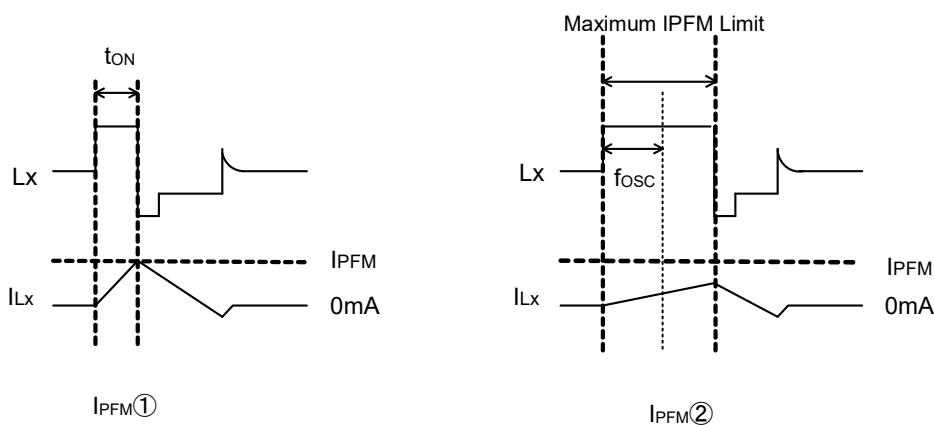 Maximum IPFM Limit
tON
Lx
Lx
fOSC
IPFM
IPFM
ILx
0mA
ILx
0mA
IPFM①
IPFM②